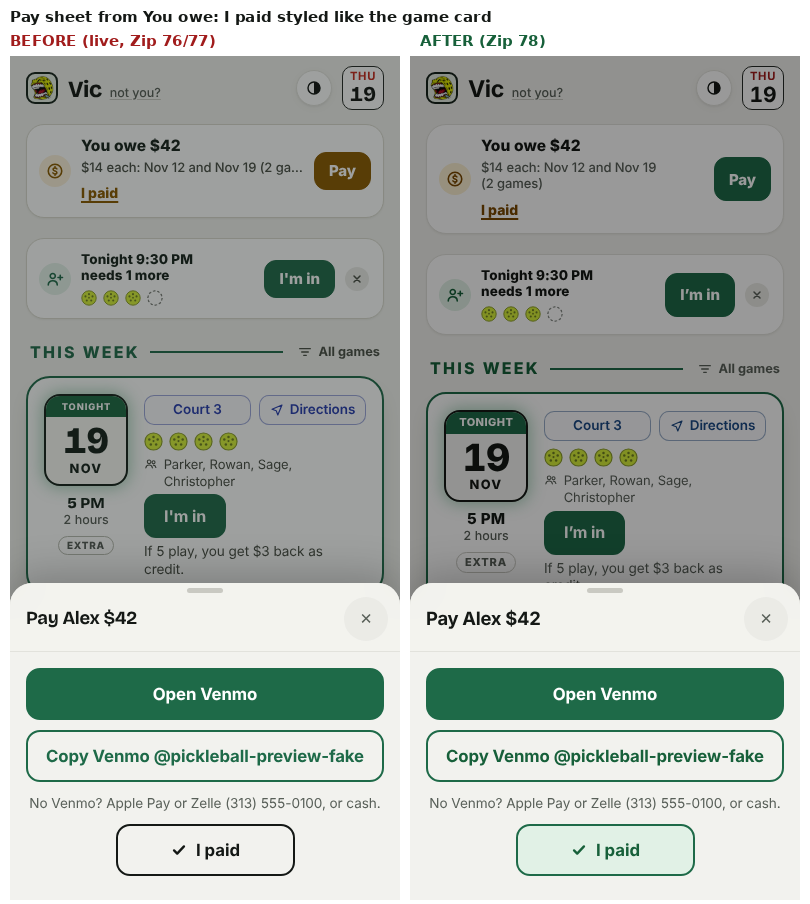 Pay sheet from You owe: I paid styled like the game card
BEFORE (live, Zip 76/77)
Vic not you?
THU
19
You owe $42
$14 each: Nov 12 and Nov 19 (2 ga...
I paid
Pay
Tonight 9:30 PM
needs 1 more
I'm in
THIS WEEK
All games
TONIGHT
19
NOV
5 PM
2 hours
EXTRA
Court 3
Directions
Parker, Rowan, Sage,
Christopher
I'm in
If 5 play, you get $3 back as
credit.
Pay Alex $42
Open Venmo
Copy Venmo @pickleball-preview-fake
No Venmo? Apple Pay or Zelle (313) 555-0100, or cash.
I paid
AFTER (Zip 78)
Vic not you?
THU
19
You owe $42
$14 each: Nov 12 and Nov 19
(2 games)
I paid
Pay
Tonight 9:30 PM
needs 1 more
I’m in
THIS WEEK
All games
TONIGHT
19
NOV
5 PM
2 hours
EXTRA
Court 3
Directions
Parker, Rowan, Sage,
Christopher
I’m in
If 5 play, you get $3 back as
credit.
Pay Alex $42
Open Venmo
Copy Venmo @pickleball-preview-fake
No Venmo? Apple Pay or Zelle (313) 555-0100, or cash.
I paid